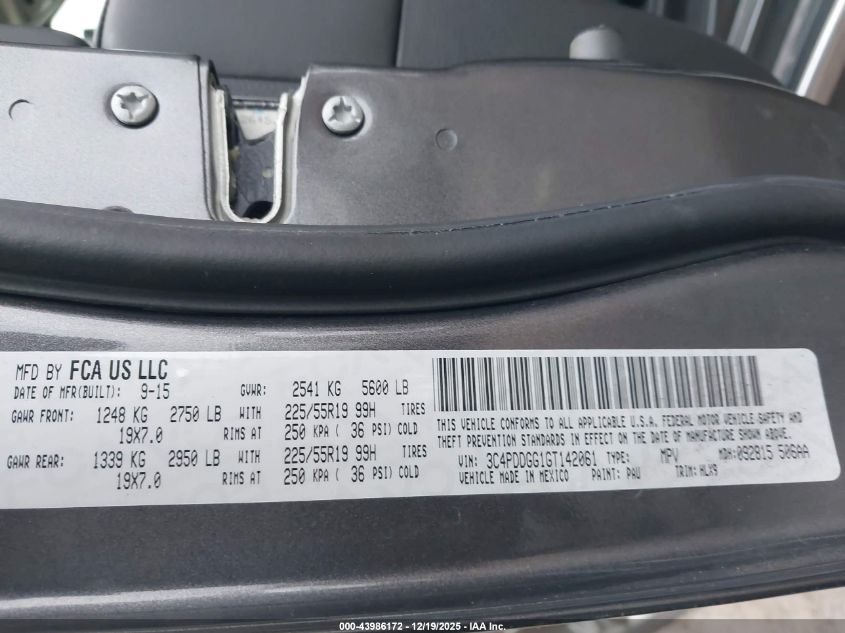 MFD BY FCA US LLC
DATE OF MFR(BUILT): 9-15 GVWR: 2541 KG 5600 LB
GAWR FRONT: 1248 KG 2750 LB WITH 225/55R19 99H TIRES
19X7.0 RIMS AT 250 KPA ( 36 PSI) COLD
GAWR REAR: 1339 KG 2950 LB WITH 225/55R19 99H TIRES
19X7.0 RIMS AT 250 KPA ( 36 PSI) COLD
THIS VEHICLE CONFORMS TO ALL APPLICABLE U.S.A. FEDERAL MOTOR VEHICLE SAFETY AND
THEFT PREVENTION STANDARDS IN EFFECT ON THE DATE OF MANUFACTURE SHOWN ABOVE.
VIN: 3C4PDDGG1GT142061 TYPE: MPV MDH:092815 506AA
VEHICLE MADE IN MEXICO PAINT: PAU TRIM: HLX9
000-43986172 - 12/19/2025 - IAA Inc.